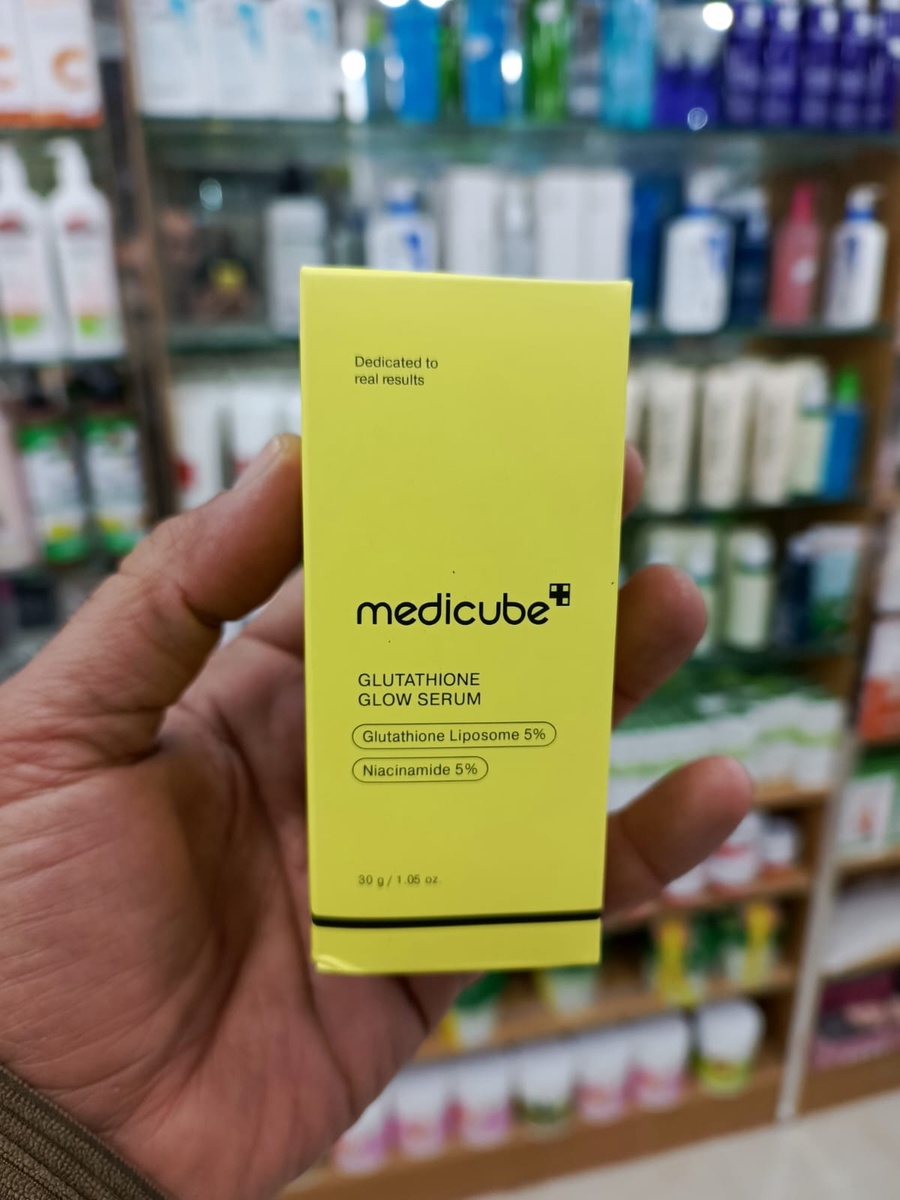 Dedicated to
real results
medicube
GLUTATHIONE
GLOW SERUM
Glutathione Liposome 5%
Niacinamide 5%
30 g / 1.05 oz.